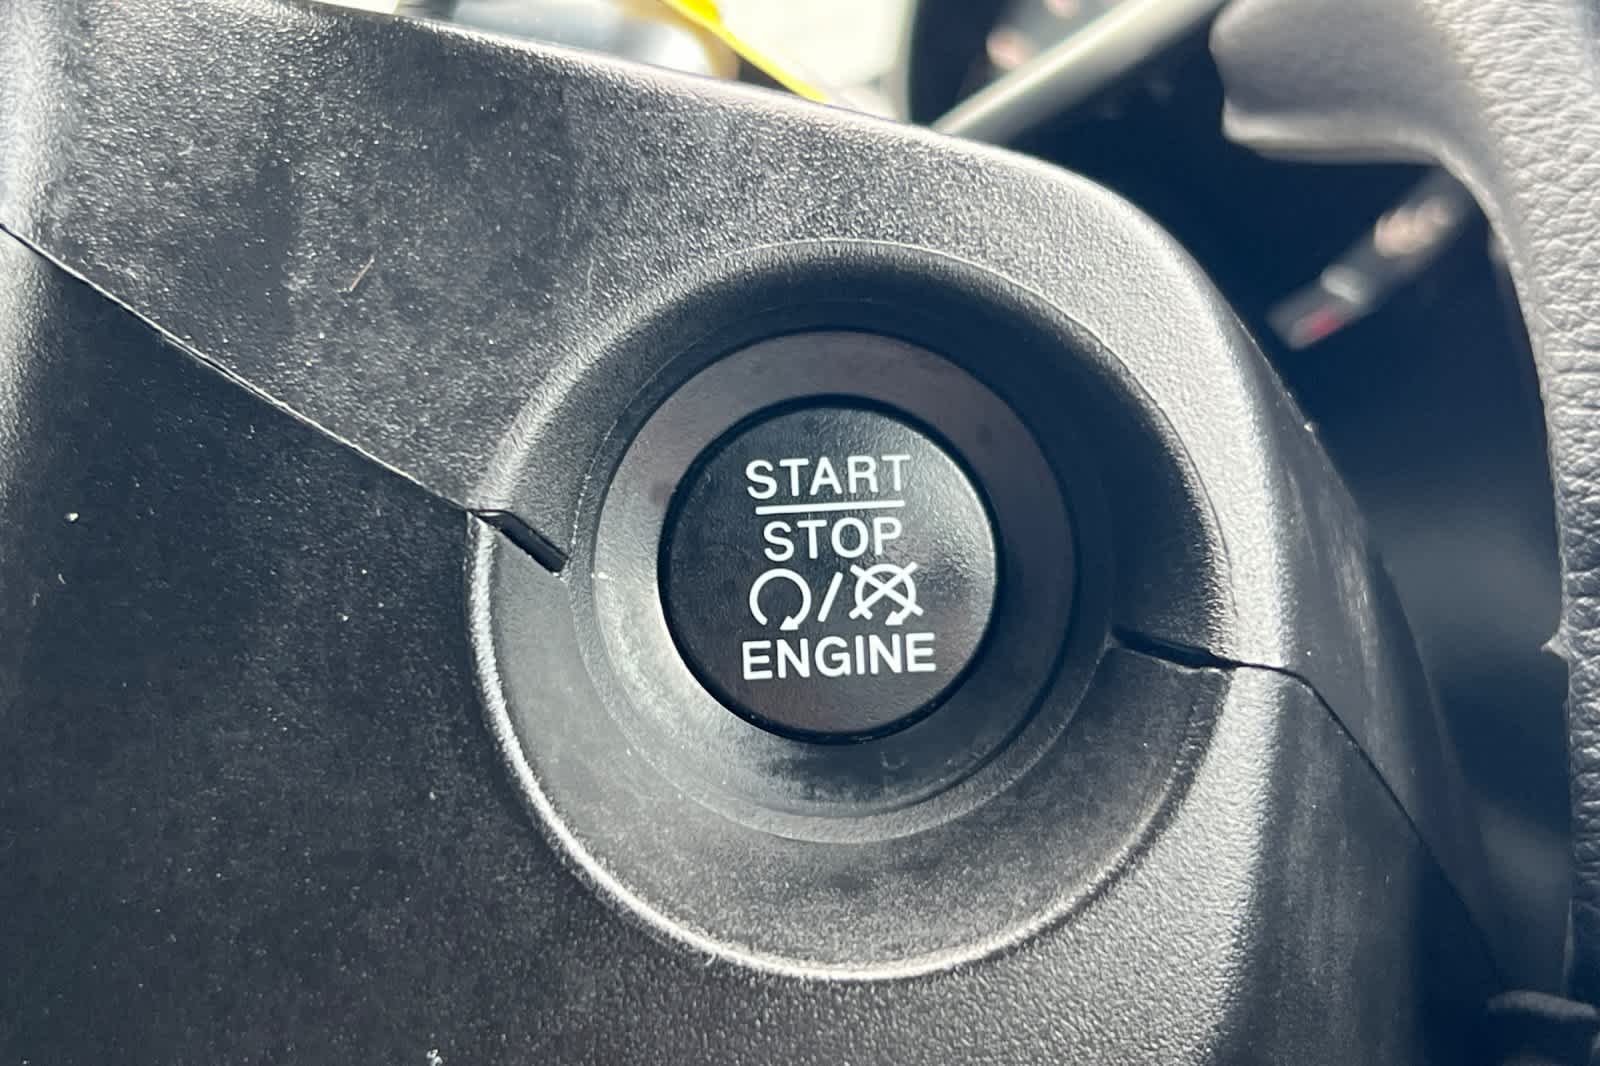 START
STOP
/
ENGINE